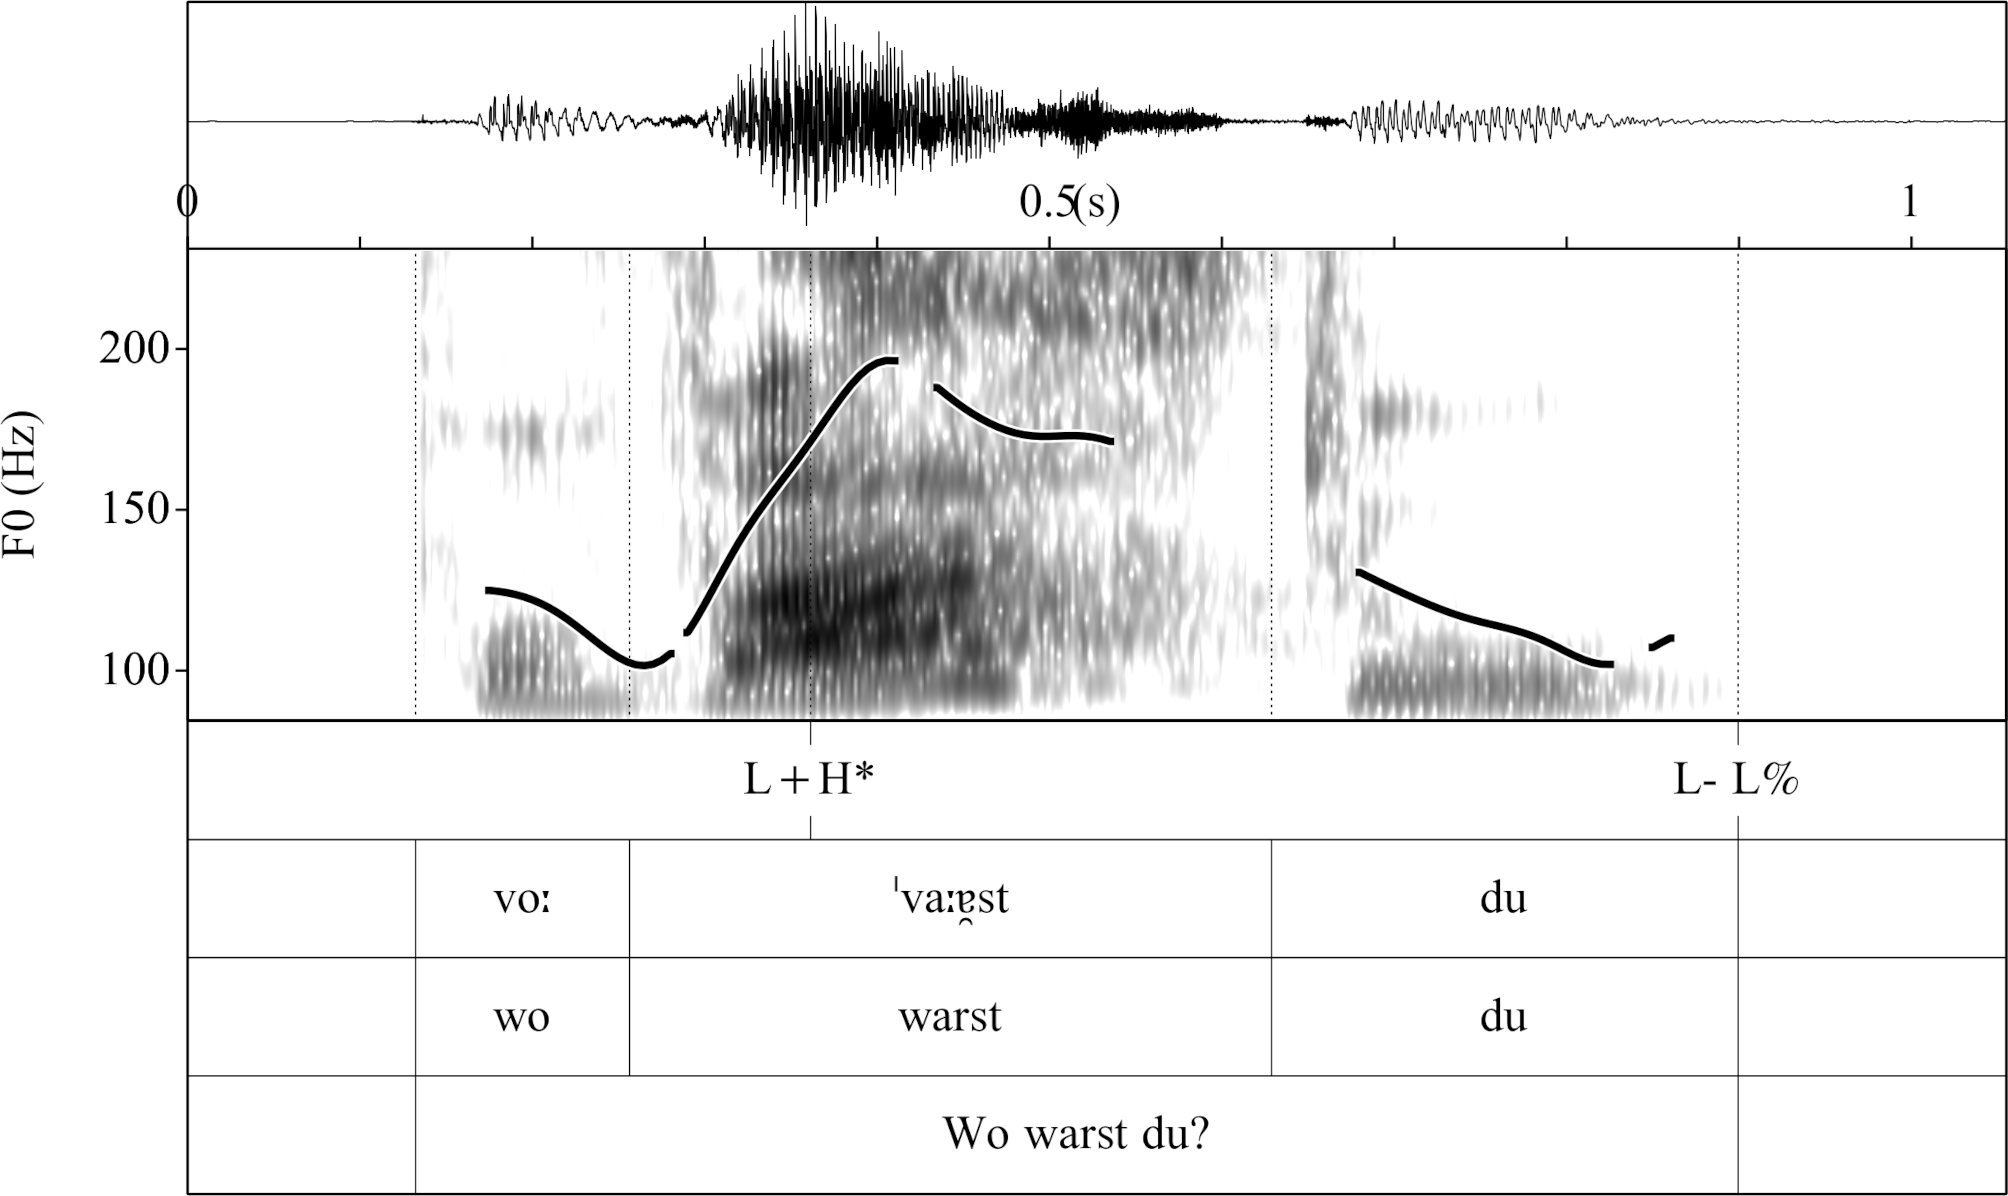 0 0.5(s) 1
F0 (Hz)
200
150
100
L+H* L- L%
voː ˈvaːɐ̯st du
wo warst du
Wo warst du?